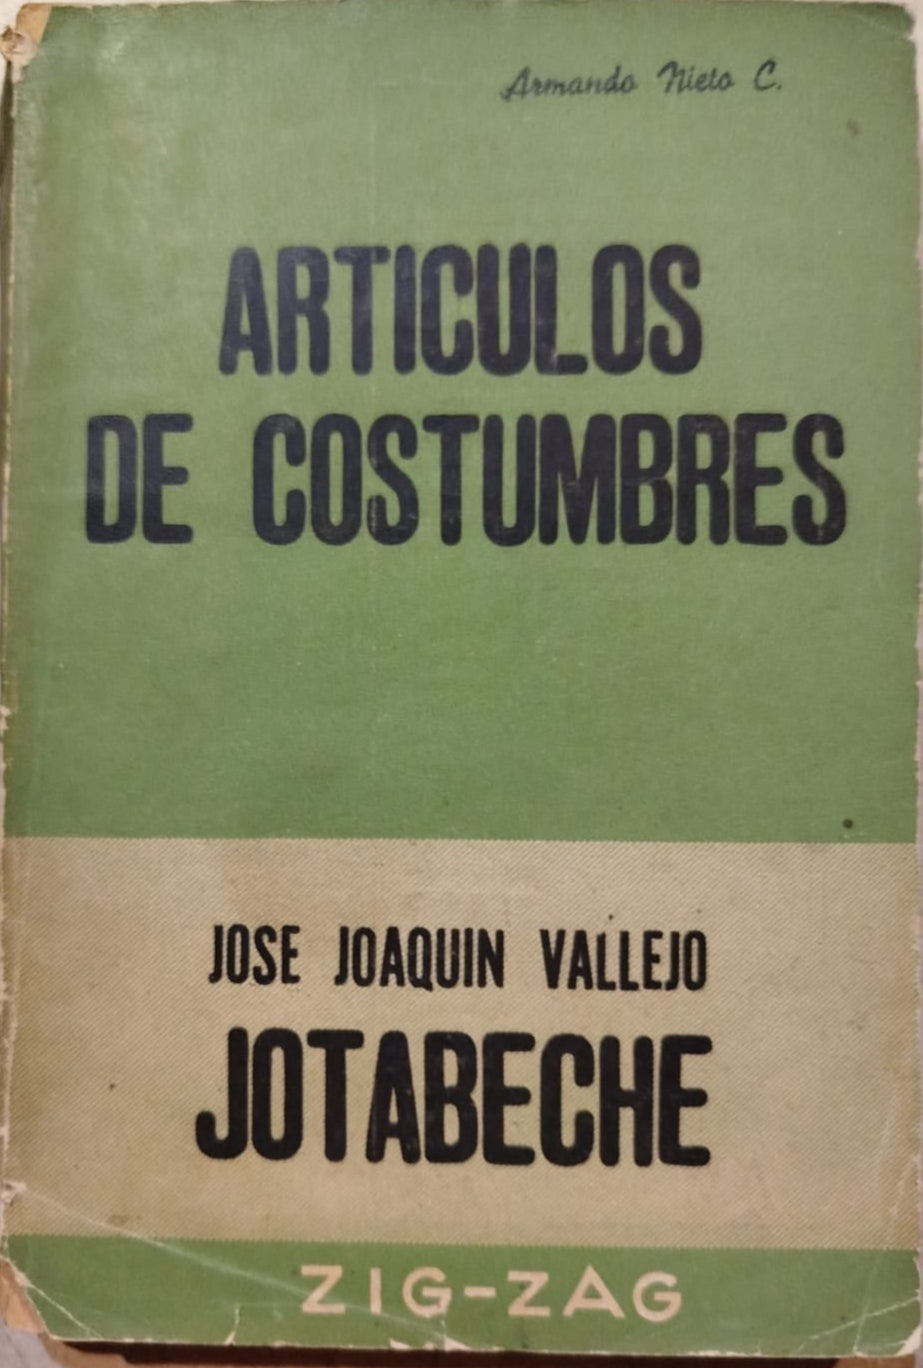 Armando Nieto C.
ARTICULOS
DE COSTUMBRES
JOSE JOAQUIN VALLEJO
JOTABECHE
ZIG-ZAG